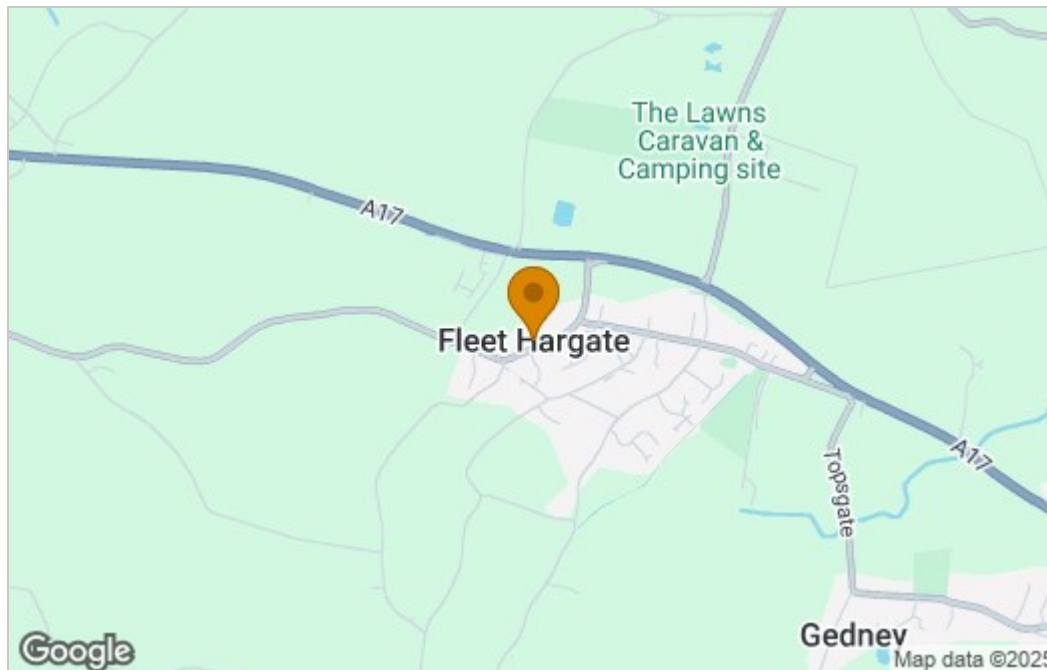 The Lawns
Caravan &
Camping site
A17
Fleet Hargate
A17
Topsgate
Gedney
Google
Map data ©2025